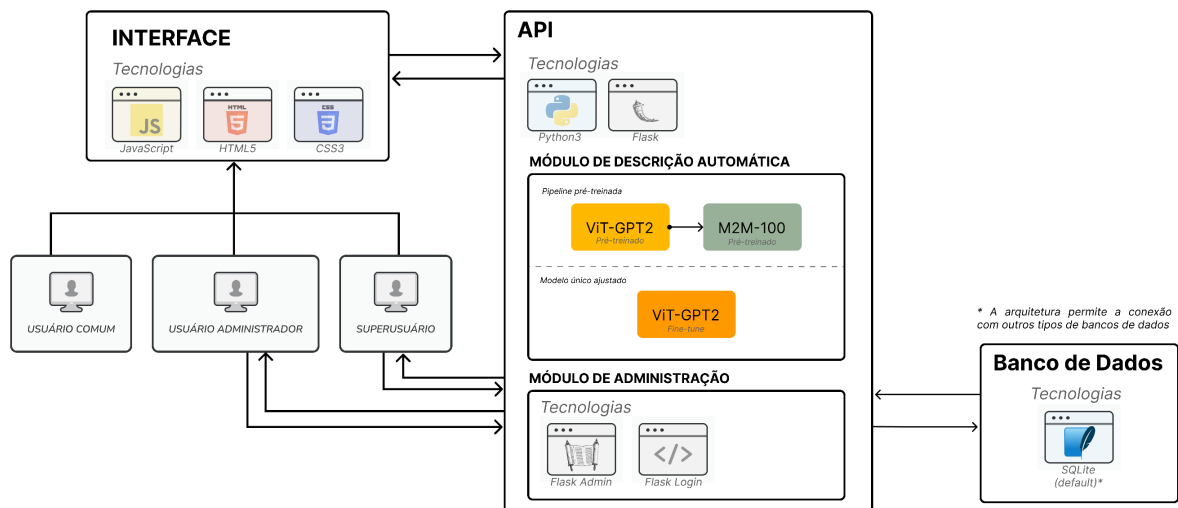 INTERFACE
Tecnologias
JS
HTML
CSS
JavaScript
HTML5
CSS3
API
Tecnologias
Python3
Flask
MÓDULO DE DESCRIÇÃO AUTOMÁTICA
Pipeline pré-treinada
ViT-GPT2
Pré-treinado
M2M-100
Pré-treinado
Modelo único ajustado
ViT-GPT2
Fine-tune
USUÁRIO COMUM
USUÁRIO ADMINISTRADOR
SUPERUSUÁRIO
MÓDULO DE ADMINISTRAÇÃO
Tecnologias
</>
Flask Admin
Flask Login
* A arquitetura permite a conexão
com outros tipos de bancos de dados
Banco de Dados
Tecnologias
SQLite
(default)*